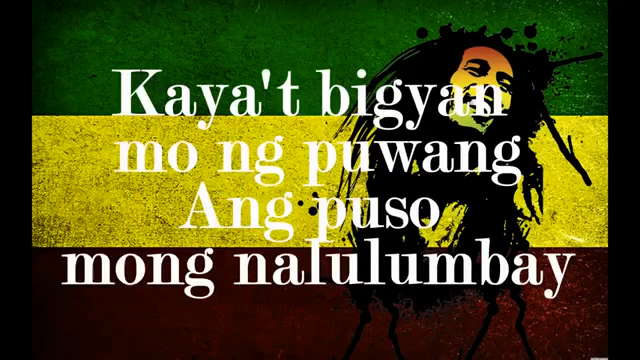 Kaya't bigyan
mo ng puwang
Ang puso
mong nalulumbay